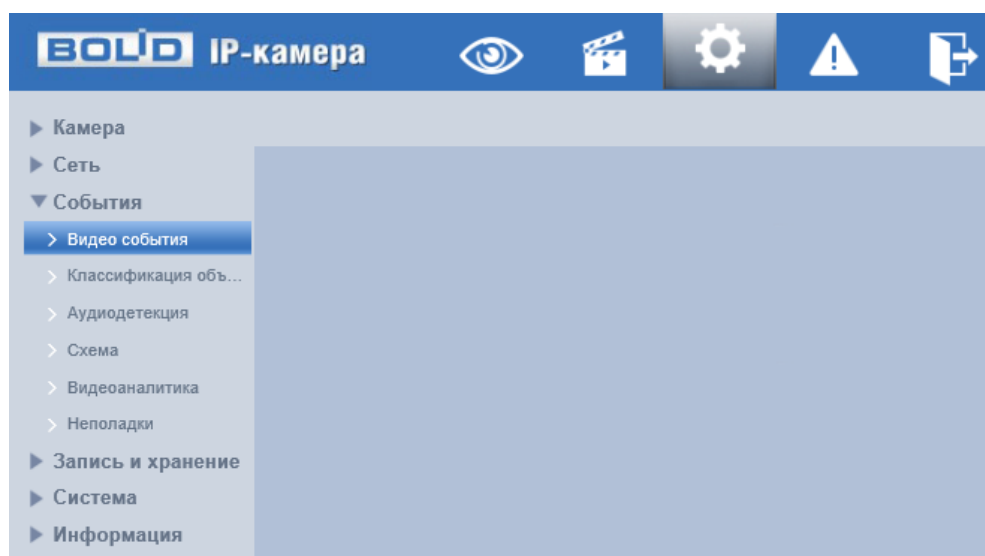 BOLID IP-камера
Камера
Сеть
События
Видео события
Классификация объ...
Аудиодетекция
Схема
Видеоаналитика
Неполадки
Запись и хранение
Система
Информация